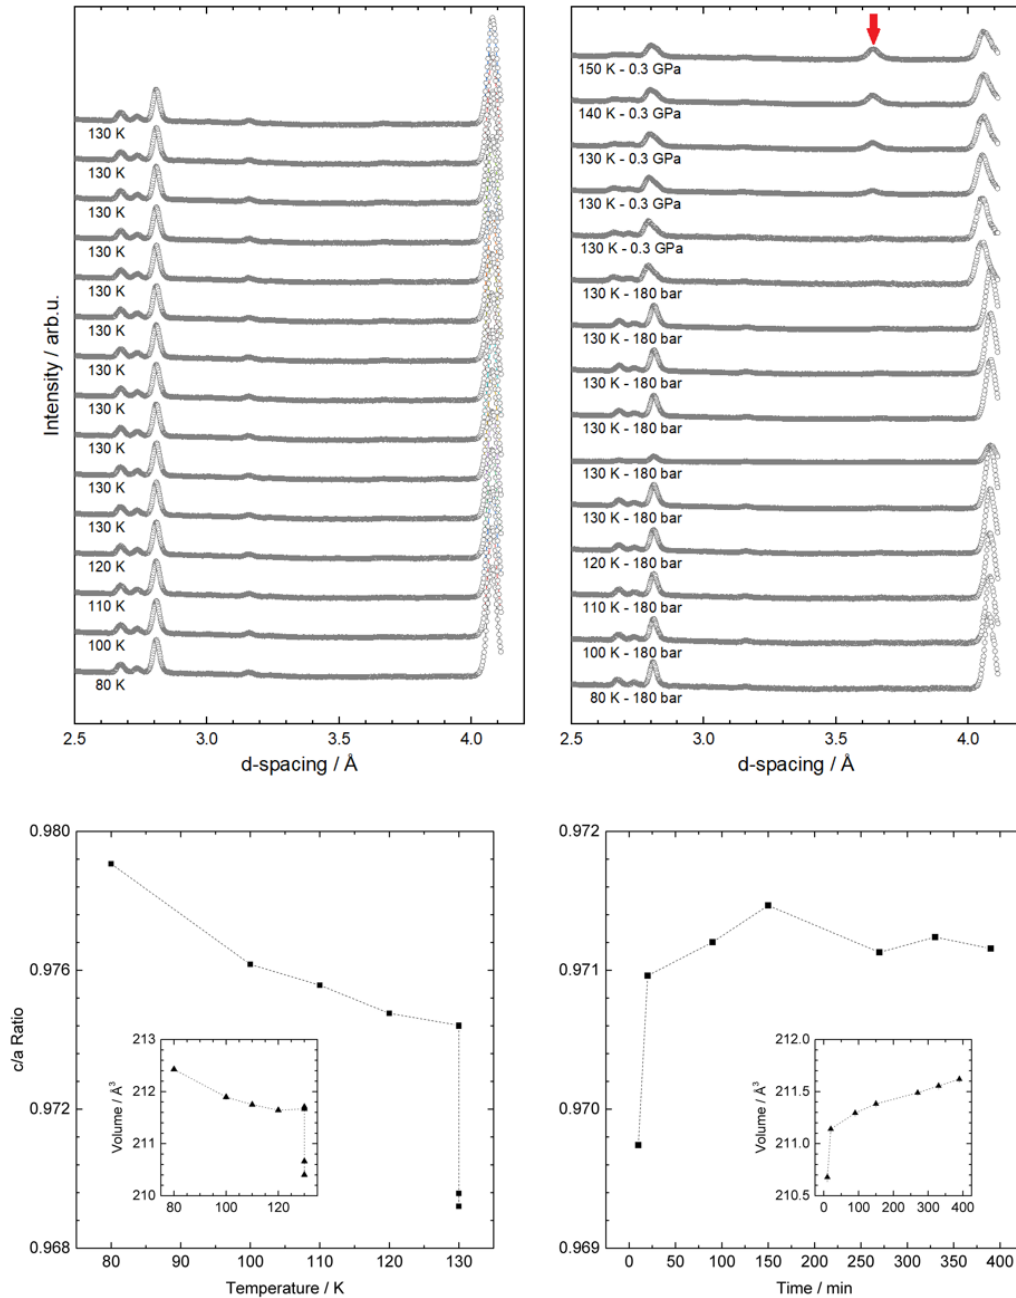 130 K
130 K
130 K
130 K
130 K
130 K
130 K
130 K
130 K
130 K
130 K
120 K
110 K
100 K
80 K
Intensity / arb.u.
2.5 3.0 3.5 4.0
d-spacing / Å
150 K - 0.3 GPa
140 K - 0.3 GPa
130 K - 0.3 GPa
130 K - 0.3 GPa
130 K - 0.3 GPa
130 K - 180 bar
130 K - 180 bar
130 K - 180 bar
130 K - 180 bar
130 K - 180 bar
130 K - 180 bar
120 K - 180 bar
110 K - 180 bar
100 K - 180 bar
80 K - 180 bar
2.5 3.0 3.5 4.0
d-spacing / Å
0.980
0.976
0.972
0.968
c/a Ratio
80 90 100 110 120 130
Temperature / K
213
212
211
210
Volume / Å³
80 100 120
0.972
0.971
0.970
0.969
0 50 100 150 200 250 300 350 400
Time / min
212.0
211.5
211.0
210.5
Volume / Å³
0 100 200 300 400